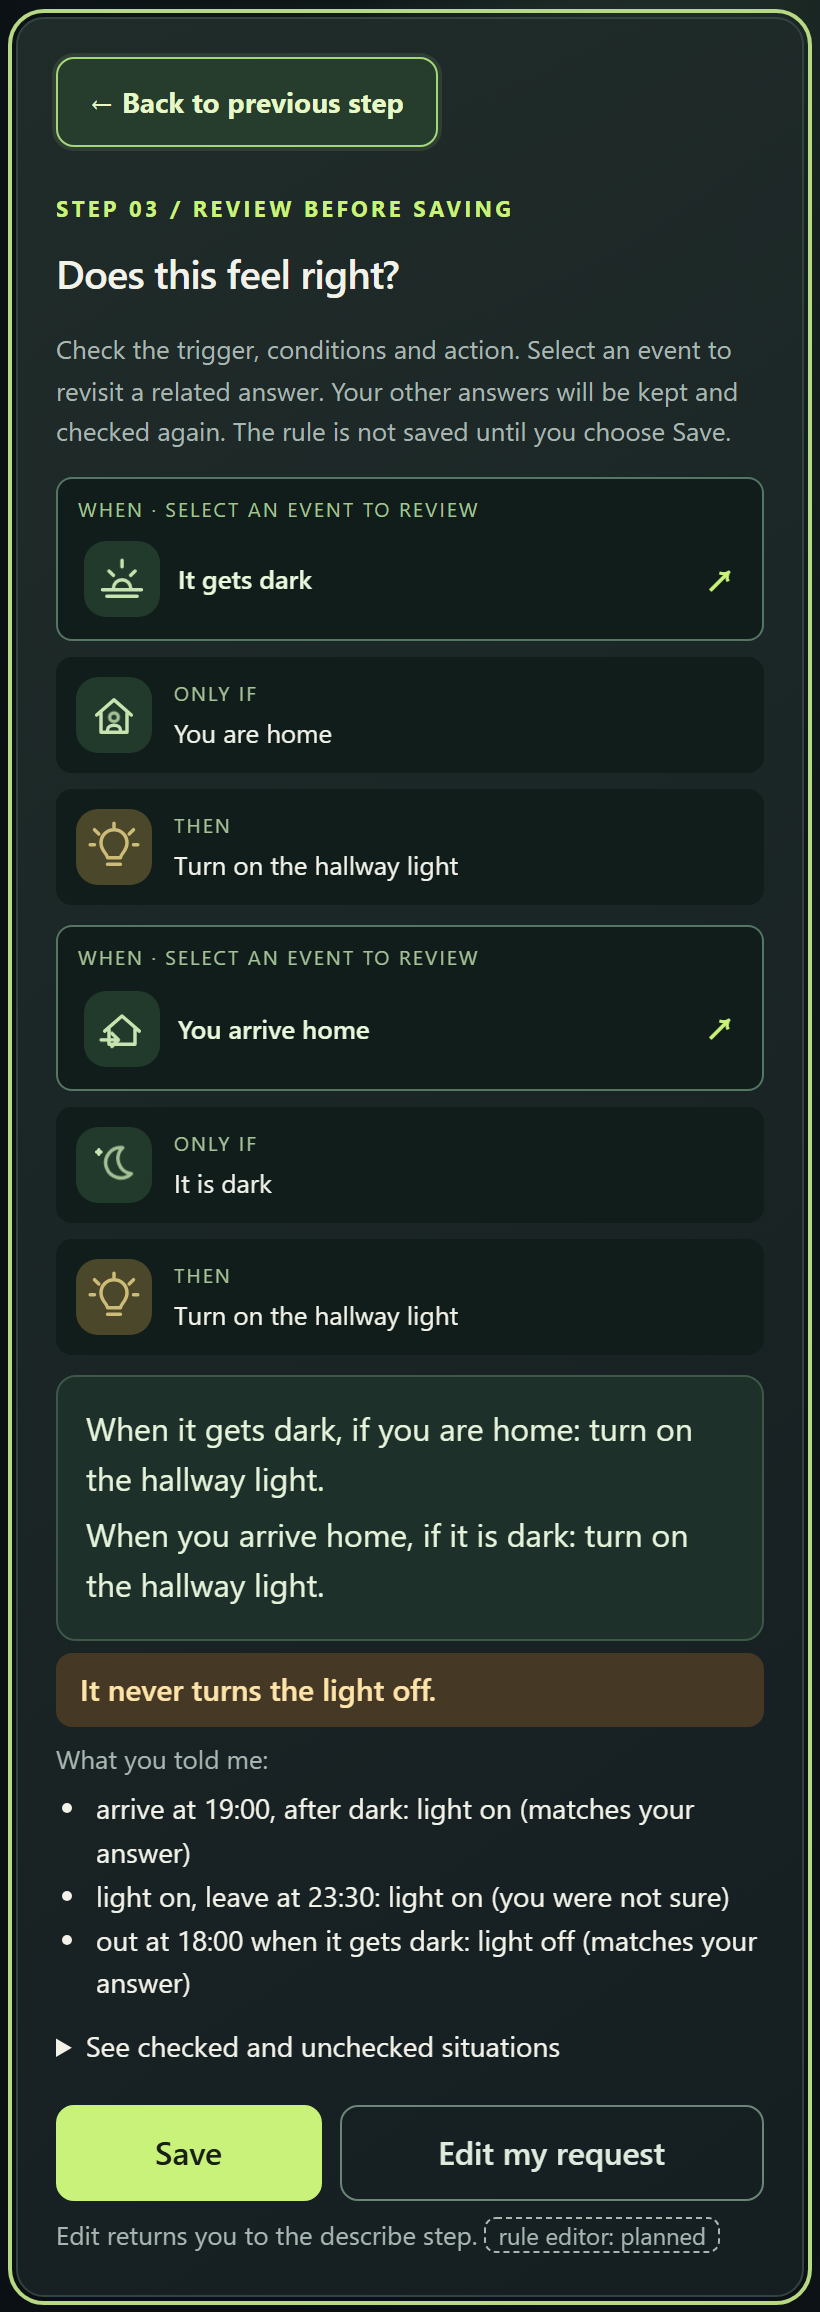 ← Back to previous step
STEP 03 / REVIEW BEFORE SAVING
Does this feel right?
Check the trigger, conditions and action. Select an event to
revisit a related answer. Your other answers will be kept and
checked again. The rule is not saved until you choose Save.
WHEN · SELECT AN EVENT TO REVIEW
It gets dark ↗
ONLY IF
You are home
THEN
Turn on the hallway light
WHEN · SELECT AN EVENT TO REVIEW
You arrive home ↗
ONLY IF
It is dark
THEN
Turn on the hallway light
When it gets dark, if you are home: turn on
the hallway light.
When you arrive home, if it is dark: turn on
the hallway light.
It never turns the light off.
What you told me:
• arrive at 19:00, after dark: light on (matches your
answer)
• light on, leave at 23:30: light on (you were not sure)
• out at 18:00 when it gets dark: light off (matches your
answer)
▶ See checked and unchecked situations
Save
Edit my request
Edit returns you to the describe step. rule editor: planned